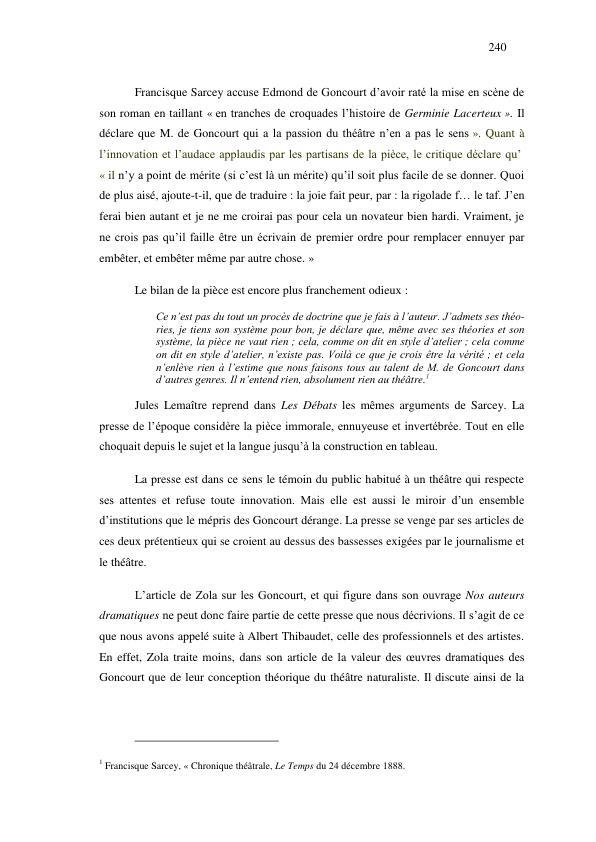 240
Francisque Sarcey accuse Edmond de Goncourt d’avoir raté la mise en scène de
son roman en taillant « en tranches de croquades l’histoire de Germinie Lacerteux ». Il
déclare que M. de Goncourt qui a la passion du théâtre n’en a pas le sens ». Quant à
l’innovation et l’audace applaudis par les partisans de la pièce, le critique déclare qu’
« il n’y a point de mérite (si c’est là un mérite) qu’il soit plus facile de se donner. Quoi
de plus aisé, ajoute-t-il, que de traduire : la joie fait peur, par : la rigolade f… le taf. J’en
ferai bien autant et je ne me croirai pas pour cela un novateur bien hardi. Vraiment, je
ne crois pas qu’il faille être un écrivain de premier ordre pour remplacer ennuyer par
embêter, et embêter même par autre chose. »
Le bilan de la pièce est encore plus franchement odieux :
Ce n’est pas du tout un procès de doctrine que je fais à l’auteur. J’admets ses théo-
ries, je tiens son système pour bon, je déclare que, même avec ses théories et son
système, la pièce ne vaut rien ; cela, comme on dit en style d’atelier ; cela comme
on dit en style d’atelier, n’existe pas. Voilà ce que je crois être la vérité ; et cela
n’enlève rien à l’estime que nous faisons tous au talent de M. de Goncourt dans
d’autres genres. Il n’entend rien, absolument rien au théâtre.1
Jules Lemaître reprend dans Les Débats les mêmes arguments de Sarcey. La
presse de l’époque considère la pièce immorale, ennuyeuse et invertébrée. Tout en elle
choquait depuis le sujet et la langue jusqu’à la construction en tableau.
La presse est dans ce sens le témoin du public habitué à un théâtre qui respecte
ses attentes et refuse toute innovation. Mais elle est aussi le miroir d’un ensemble
d’institutions que le mépris des Goncourt dérange. La presse se venge par ses articles de
ces deux prétentieux qui se croient au dessus des bassesses exigées par le journalisme et
le théâtre.
L’article de Zola sur les Goncourt, et qui figure dans son ouvrage Nos auteurs
dramatiques ne peut donc faire partie de cette presse que nous décrivions. Il s’agit de ce
que nous avons appelé suite à Albert Thibaudet, celle des professionnels et des artistes.
En effet, Zola traite moins, dans son article de la valeur des œuvres dramatiques des
Goncourt que de leur conception théorique du théâtre naturaliste. Il discute ainsi de la
1 Francisque Sarcey, « Chronique théâtrale, Le Temps du 24 décembre 1888.